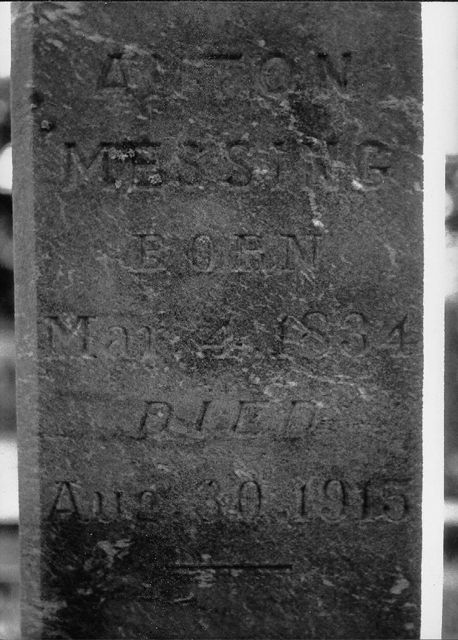 ANTON
MESSING
BORN
Mar. 4. 1834
DIED
Aug. 30. 1915